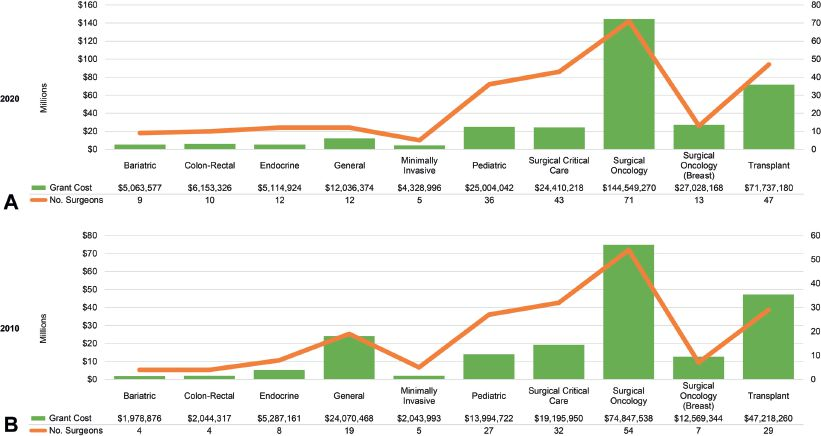 $160 80
$140 70
$120 60
$100 50
$80 40
$60 30
$40 20
$20 10
$0 0
2020
Millions
Bariatric Colon-Rectal Endocrine General Minimally Invasive Pediatric Surgical Critical Care Surgical Oncology Surgical Oncology (Breast) Transplant
Grant Cost $5,063,577 $6,153,326 $5,114,924 $12,036,374 $4,328,996 $25,004,042 $24,410,218 $144,549,270 $27,028,168 $71,737,180
No. Surgeons 9 10 12 12 5 36 43 71 13 47
A
$80 60
$70 50
$60 40
$50 30
$40 20
$30 10
$20 0
$10
$0
2010
Millions
Bariatric Colon-Rectal Endocrine General Minimally Invasive Pediatric Surgical Critical Care Surgical Oncology Surgical Oncology (Breast) Transplant
Grant Cost $1,978,876 $2,044,317 $5,287,161 $24,070,468 $2,043,993 $13,994,722 $19,195,950 $74,847,538 $12,569,344 $47,218,260
No. Surgeons 4 4 8 19 5 27 32 54 7 29
B